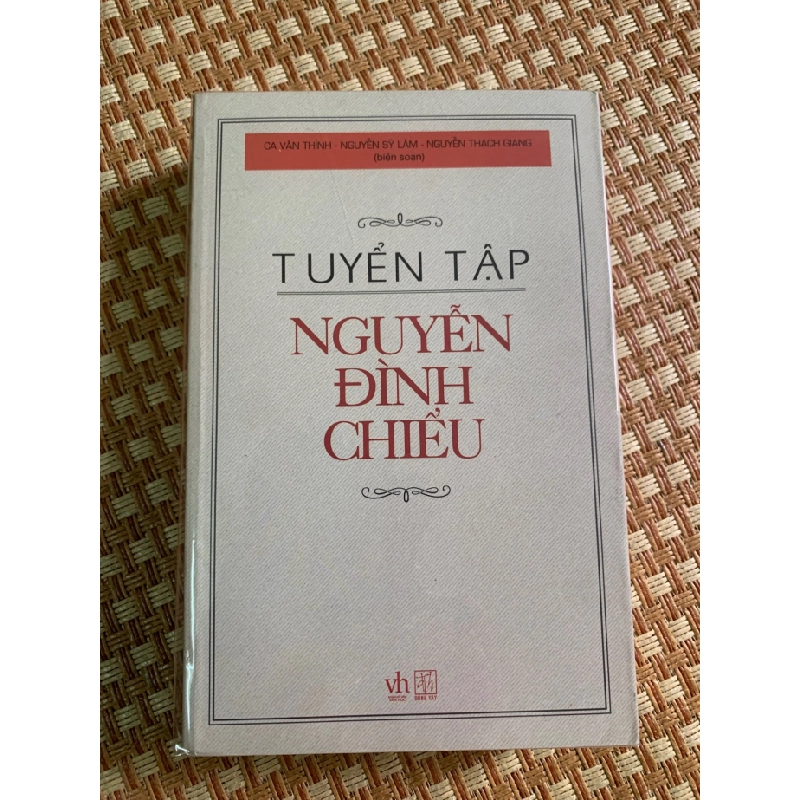 CA VĂN THỈNH - NGUYỄN SỸ LÂM - NGUYỄN THẠCH GIANG
(biên soạn)
TUYỂN TẬP
NGUYỄN
ĐÌNH
CHIỂU
vh